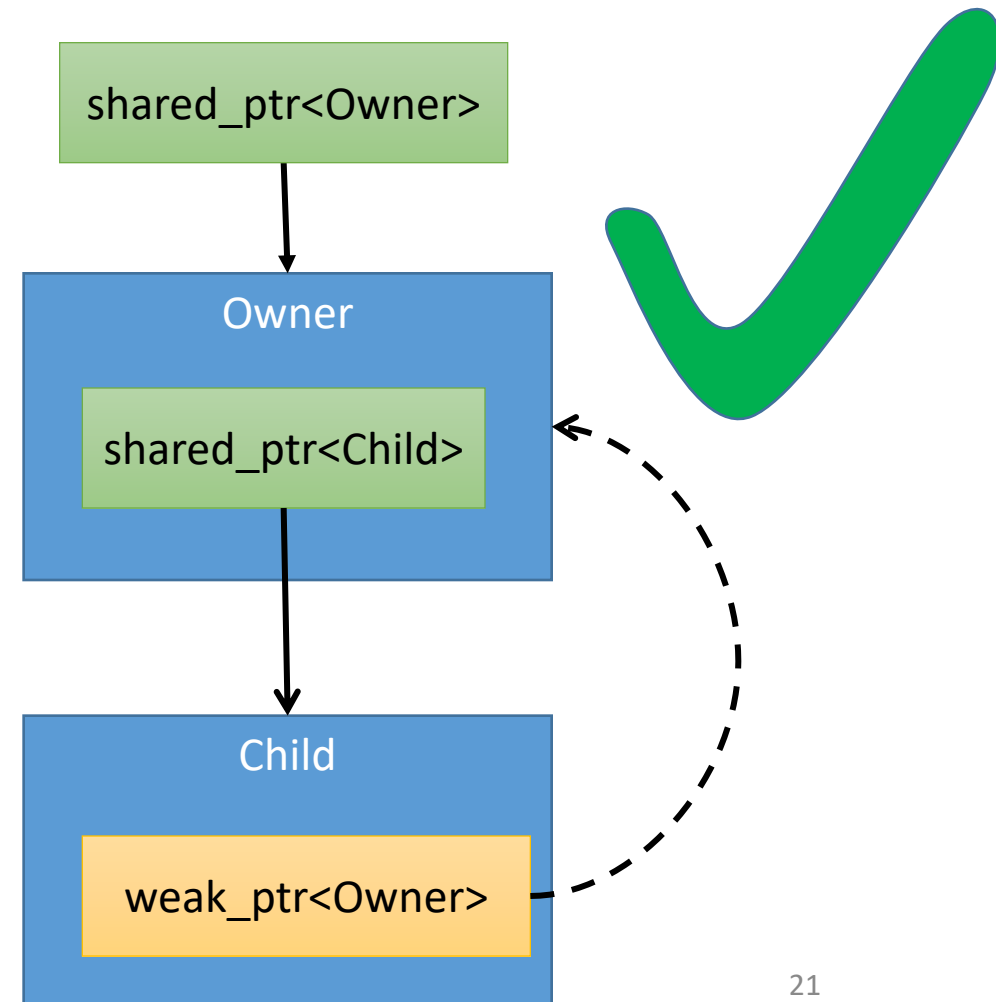 shared_ptr<Owner>
Owner
shared_ptr<Child>
Child
weak_ptr<Owner>
21